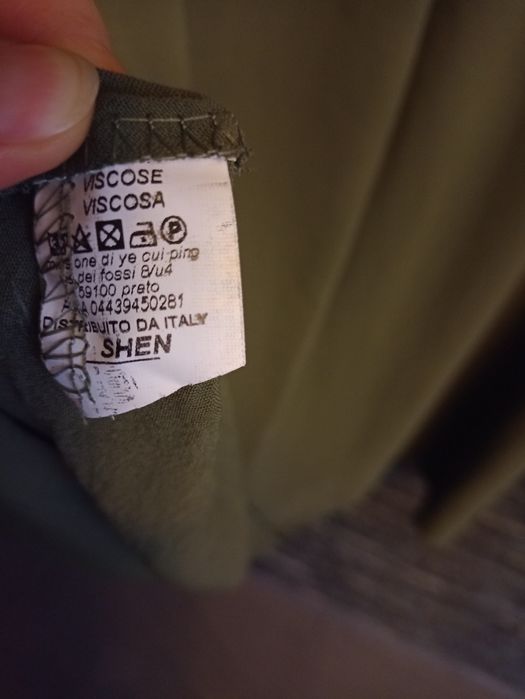 VISCOSE
VISCOSA
P
one di ye cui ping
dei fossi 8/u4
59100 prato
04439450281
DISTRIBUITO DA ITALY
SHEN